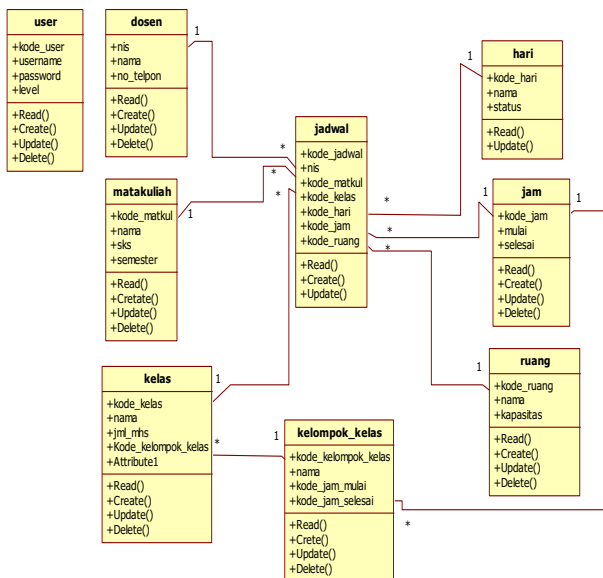 user
+kode_user
+username
+password
+level
+Read()
+Create()
+Update()
+Delete()
dosen
+nis
+nama
+no_telpon
+Read()
+Create()
+Update()
+Delete()
1
*
hari
+kode_hari
+nama
+status
+Read()
+Update()
1
*
jadwal
+kode_jadwal
+nis
+kode_matkul
+kode_kelas
+kode_hari
+kode_jam
+kode_ruang
+Read()
+Create()
+Update()
matakuliah
+kode_matkul
+nama
+sks
+semester
+Read()
+Cretate()
+Update()
+Delete()
1
*
*
jam
+kode_jam
+mulai
+selesai
+Read()
+Create()
+Update()
+Delete()
1
1
*
*
ruang
+kode_ruang
+nama
+kapasitas
+Read()
+Create()
+Update()
+Delete()
1
kelas
+kode_kelas
+nama
+jml_mhs
+Kode_kelompok_kelas
+Attribute1
+Read()
+Create()
+Update()
+Delete()
1
*
1
kelompok_kelas
+kode_kelompok_kelas
+nama
+kode_jam_mulai
+kode_jam_selesai
+Read()
+Crete()
+Update()
+Delete()
*